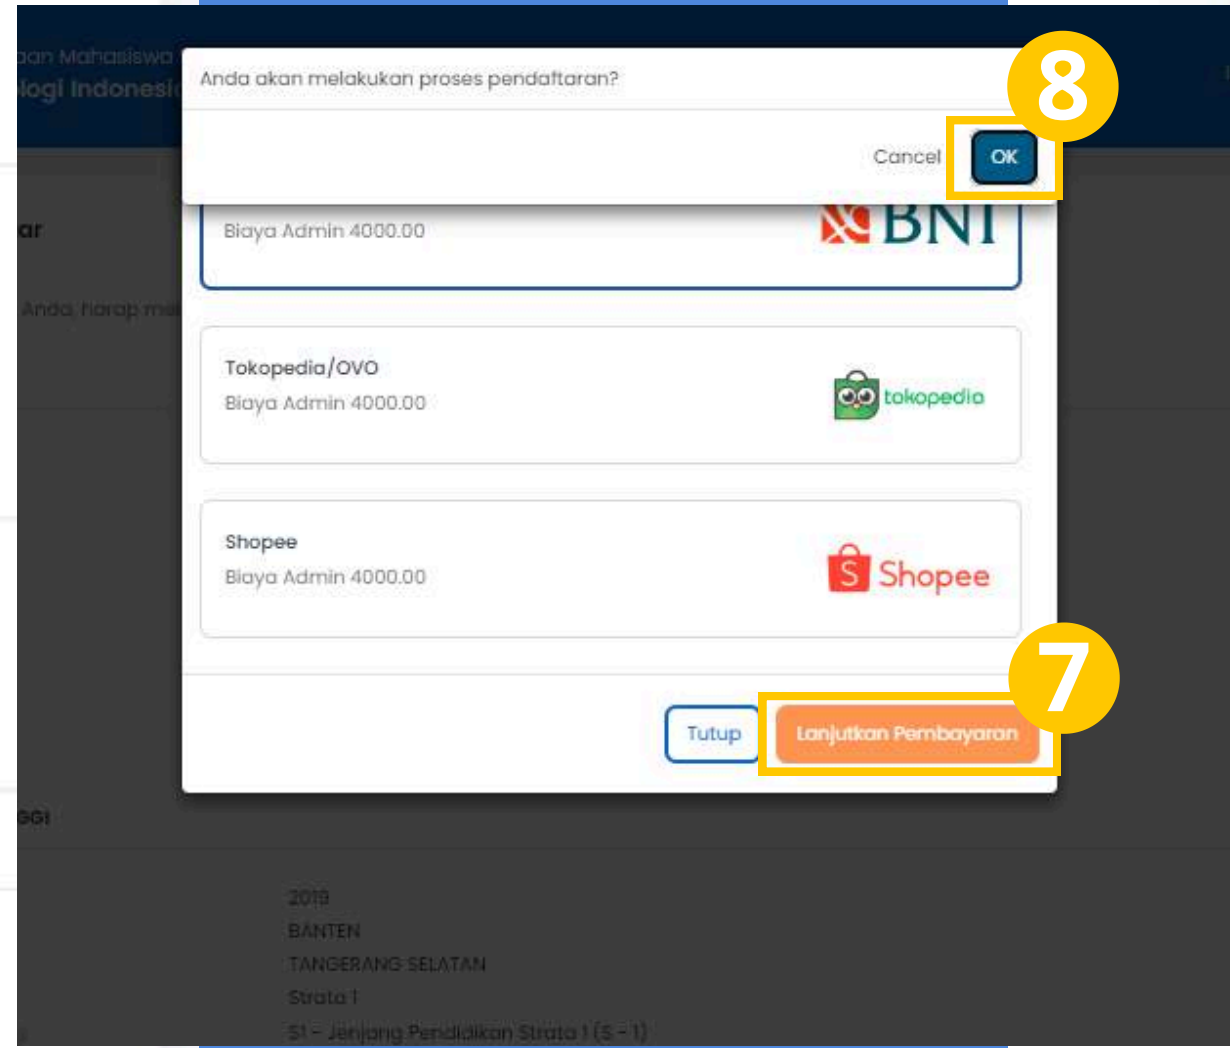 aan Mahasiswa
logi Indonesia
Anda akan melakukan proses pendaftaran?
8
Cancel
OK
ar
Biaya Admin 4000.00
BNI
Anda, harap me
Tokopedia/OVO
Biaya Admin 4000.00
tokopedia
Shopee
Biaya Admin 4000.00
S Shopee
7
Tutup
Lanjutkan Pembayaran
GGI
2019
BANTEN
TANGERANG SELATAN
Strata 1
S1 - Jenjang Pendidikan Strata 1 (S - 1)